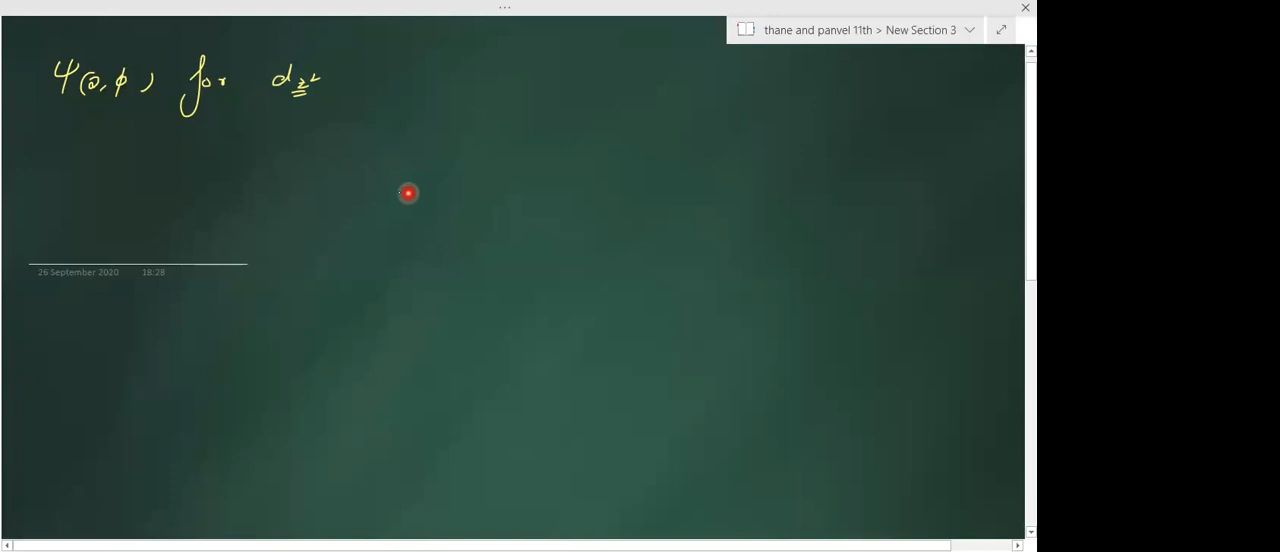 thane and panvel 11th > New Section 3
Ψ(θ, φ) for d_z²
26 September 2020 18:28